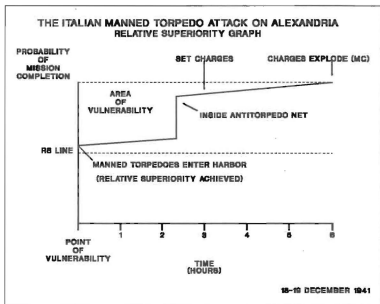 THE ITALIAN MANNED TORPEDO ATTACK ON ALEXANDRIA
RELATIVE SUPERIORITY GRAPH
PROBABILITY
OF
MISSION
COMPLETION
SET CHARGES
CHARGES EXPLODE (MC)
AREA
OF
VULNERABILITY
INSIDE ANTITORPEDO NET
RS LINE
MANNED TORPEDOES ENTER HARBOR
(RELATIVE SUPERIORITY ACHIEVED)
POINT
OF
VULNERABILITY
1 2 3 4 5 6
TIME
(HOURS)
18-19 DECEMBER 1941